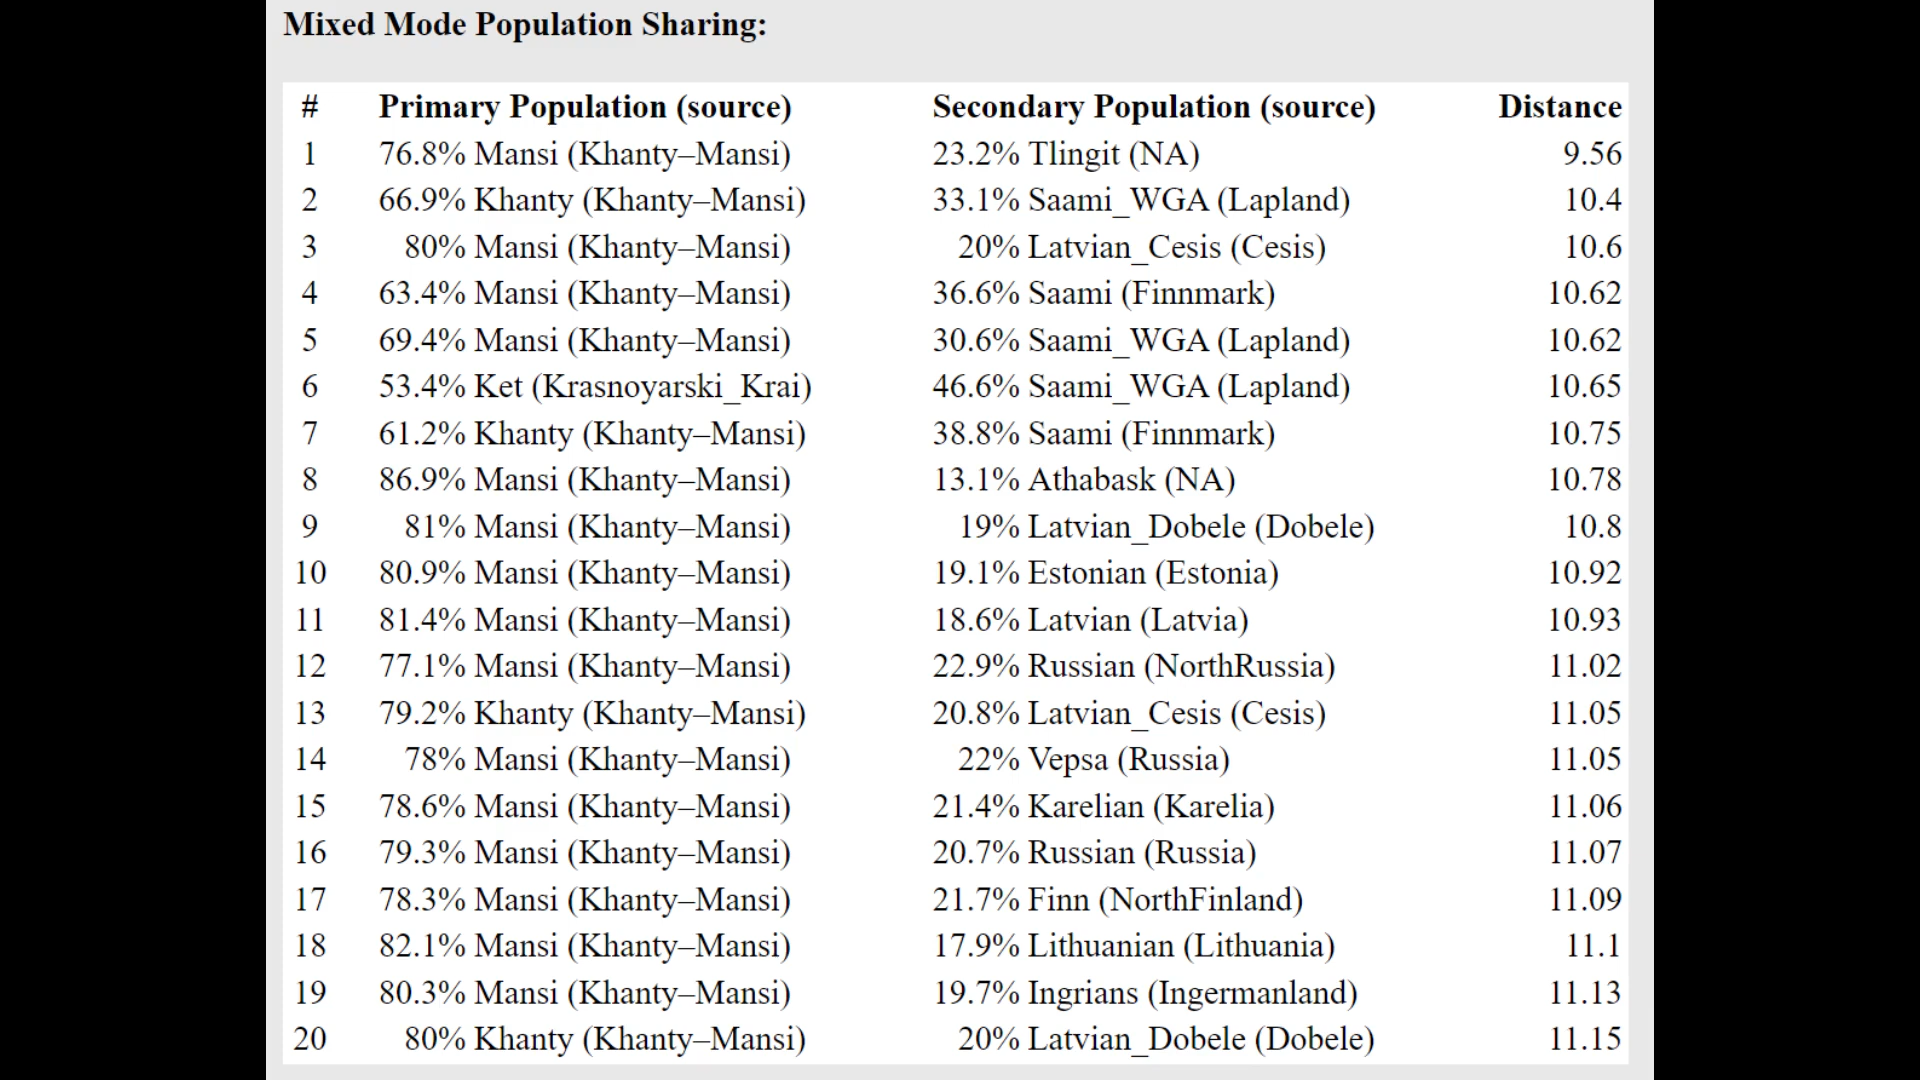 Mixed Mode Population Sharing:
# Primary Population (source) Secondary Population (source) Distance
1 76.8% Mansi (Khanty–Mansi) 23.2% Tlingit (NA) 9.56
2 66.9% Khanty (Khanty–Mansi) 33.1% Saami_WGA (Lapland) 10.4
3 80% Mansi (Khanty–Mansi) 20% Latvian_Cesis (Cesis) 10.6
4 63.4% Mansi (Khanty–Mansi) 36.6% Saami (Finnmark) 10.62
5 69.4% Mansi (Khanty–Mansi) 30.6% Saami_WGA (Lapland) 10.62
6 53.4% Ket (Krasnoyarski_Krai) 46.6% Saami_WGA (Lapland) 10.65
7 61.2% Khanty (Khanty–Mansi) 38.8% Saami (Finnmark) 10.75
8 86.9% Mansi (Khanty–Mansi) 13.1% Athabask (NA) 10.78
9 81% Mansi (Khanty–Mansi) 19% Latvian_Dobele (Dobele) 10.8
10 80.9% Mansi (Khanty–Mansi) 19.1% Estonian (Estonia) 10.92
11 81.4% Mansi (Khanty–Mansi) 18.6% Latvian (Latvia) 10.93
12 77.1% Mansi (Khanty–Mansi) 22.9% Russian (NorthRussia) 11.02
13 79.2% Khanty (Khanty–Mansi) 20.8% Latvian_Cesis (Cesis) 11.05
14 78% Mansi (Khanty–Mansi) 22% Vepsa (Russia) 11.05
15 78.6% Mansi (Khanty–Mansi) 21.4% Karelian (Karelia) 11.06
16 79.3% Mansi (Khanty–Mansi) 20.7% Russian (Russia) 11.07
17 78.3% Mansi (Khanty–Mansi) 21.7% Finn (NorthFinland) 11.09
18 82.1% Mansi (Khanty–Mansi) 17.9% Lithuanian (Lithuania) 11.1
19 80.3% Mansi (Khanty–Mansi) 19.7% Ingrians (Ingermanland) 11.13
20 80% Khanty (Khanty–Mansi) 20% Latvian_Dobele (Dobele) 11.15